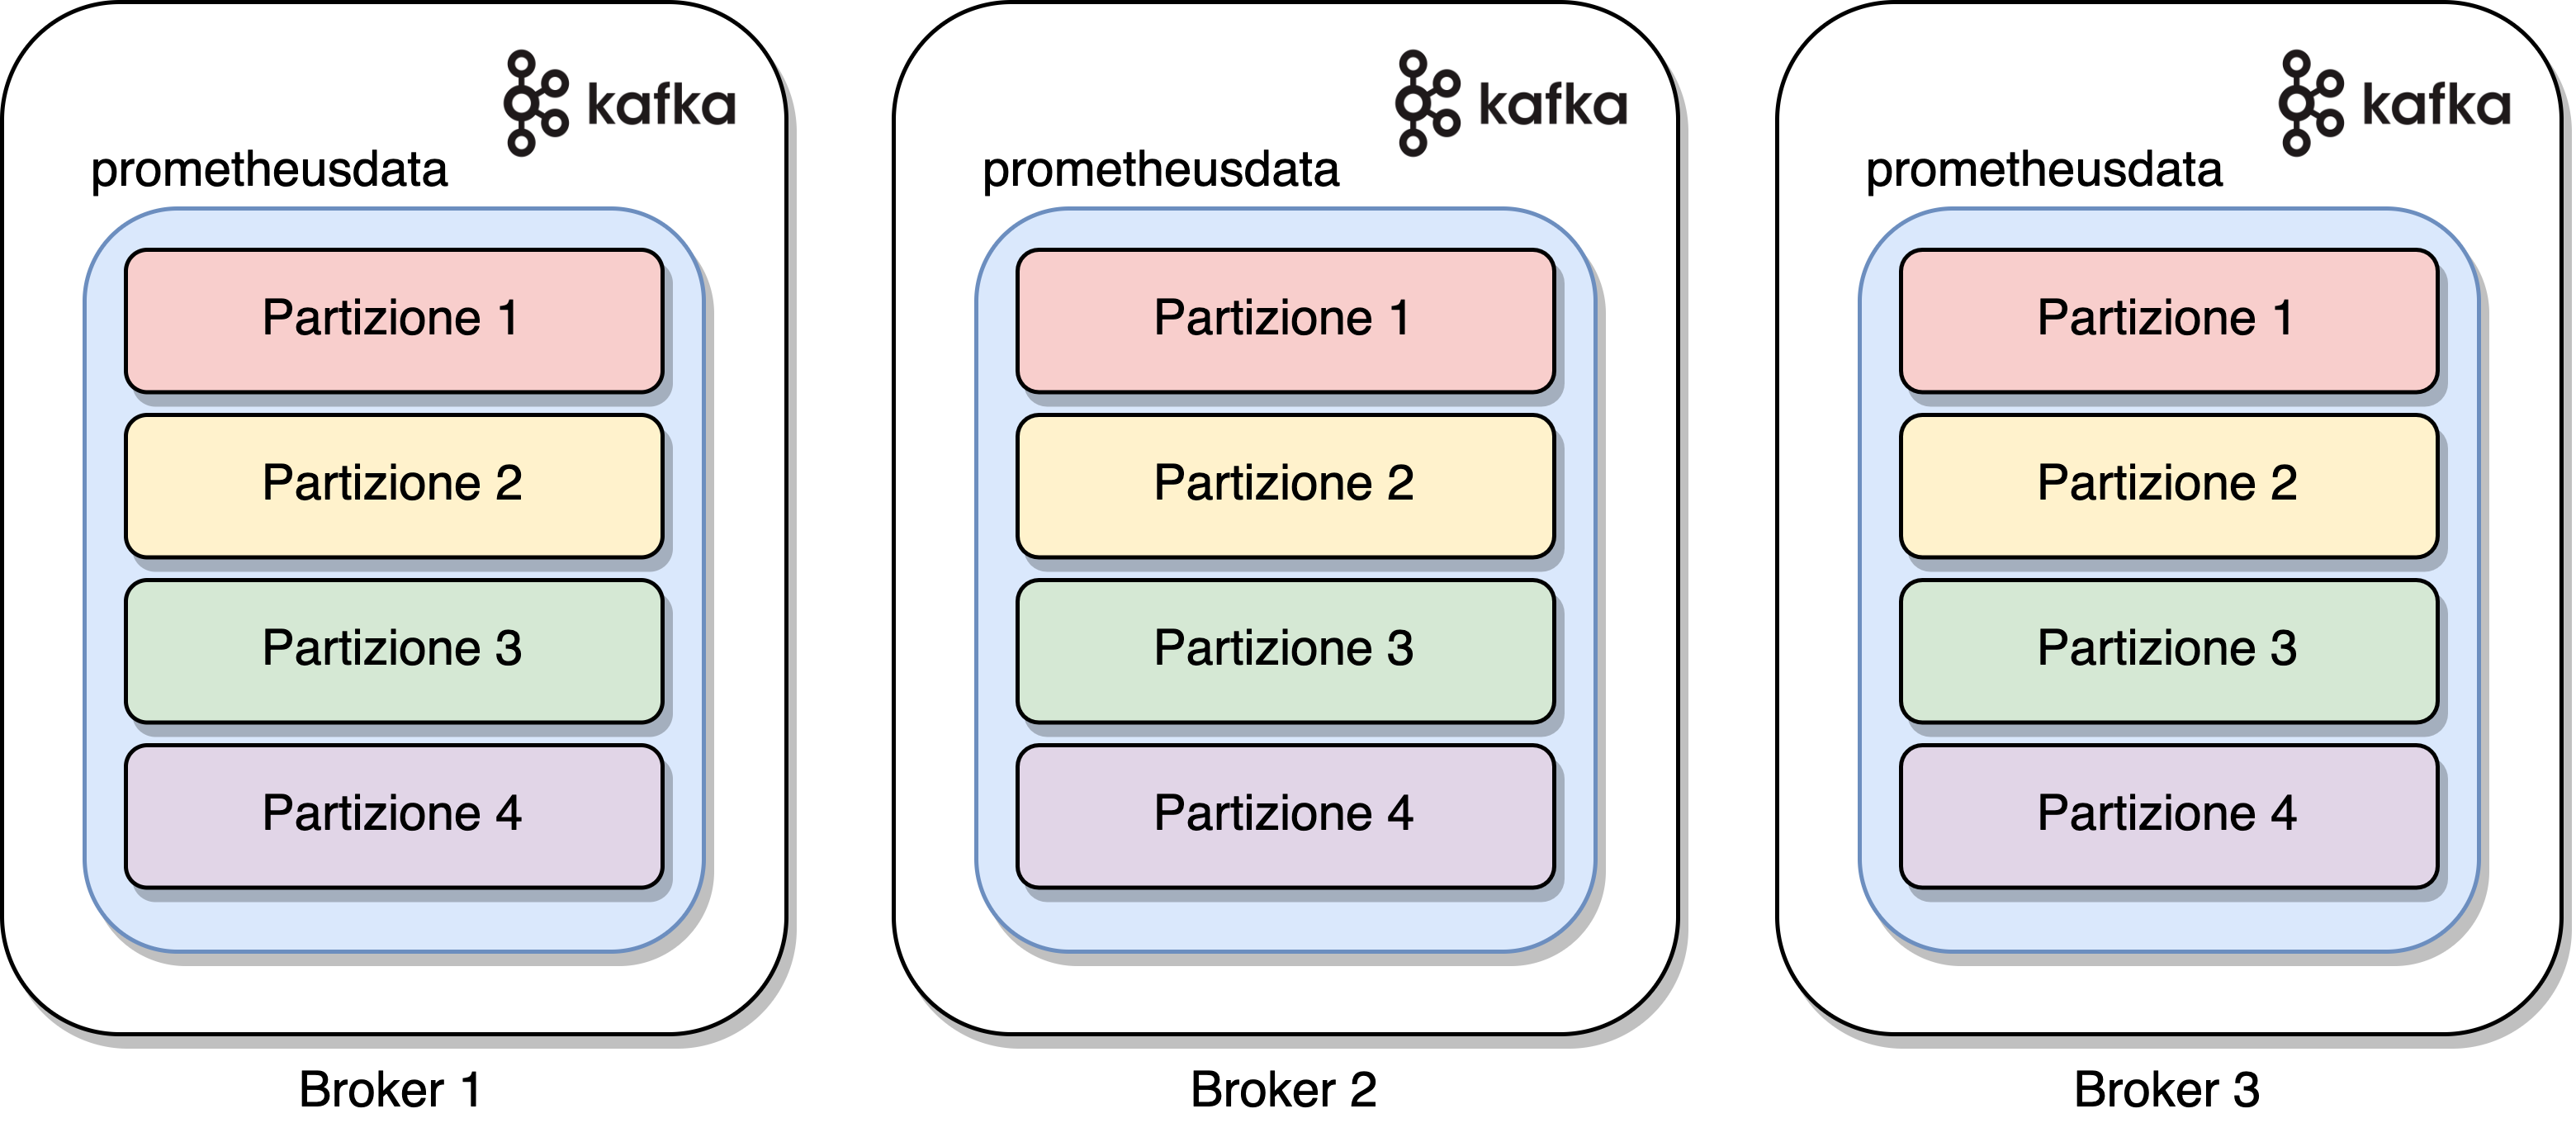 kafka
prometheusdata
Partizione 1
Partizione 2
Partizione 3
Partizione 4
Broker 1
kafka
prometheusdata
Partizione 1
Partizione 2
Partizione 3
Partizione 4
Broker 2
kafka
prometheusdata
Partizione 1
Partizione 2
Partizione 3
Partizione 4
Broker 3